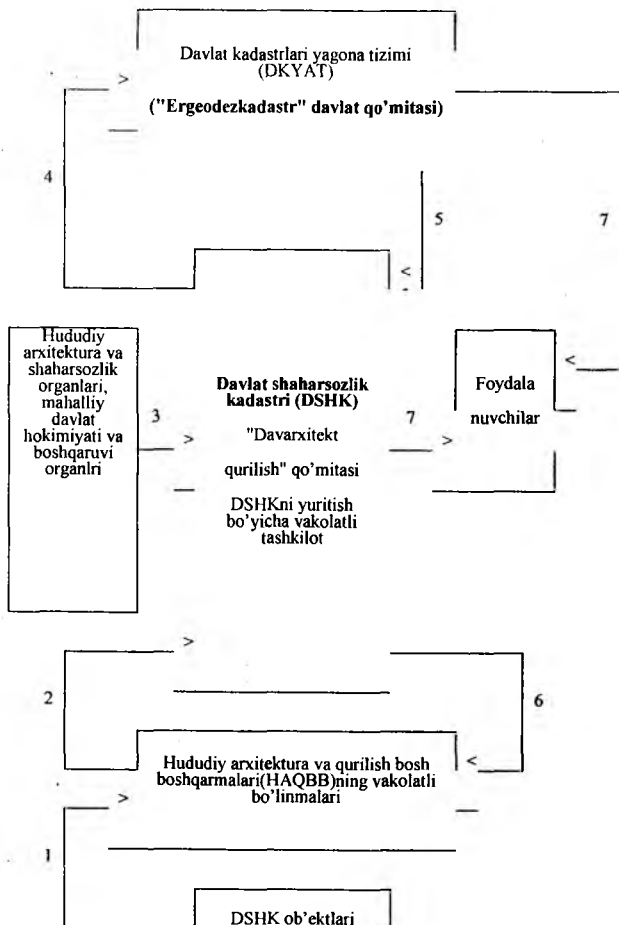 Davlat kadastrlari yagona tizimi
(DKYAT)
("Ergeodezkadastr" davlat qo'mitasi)
>
4
5
7
<
Hududiy
arxitektura va
shaharsozlik
organlari,
mahalliy
davlat
hokimiyati va
boshqaruvi
organlri
3
>
Davlat shaharsozlik
kadastri (DSHK)
"Davarxitekt
qurilish" qo'mitasi
DSHKni yuritish
bo'yicha vakolatli
tashkilot
7
>
Foydala
nuvchilar
<
>
2
6
Hududiy arxitektura va qurilish bosh
boshqarmalari(HAQBB)ning vakolatli
bo'linmalari
<
>
1
DSHK ob'ektlari